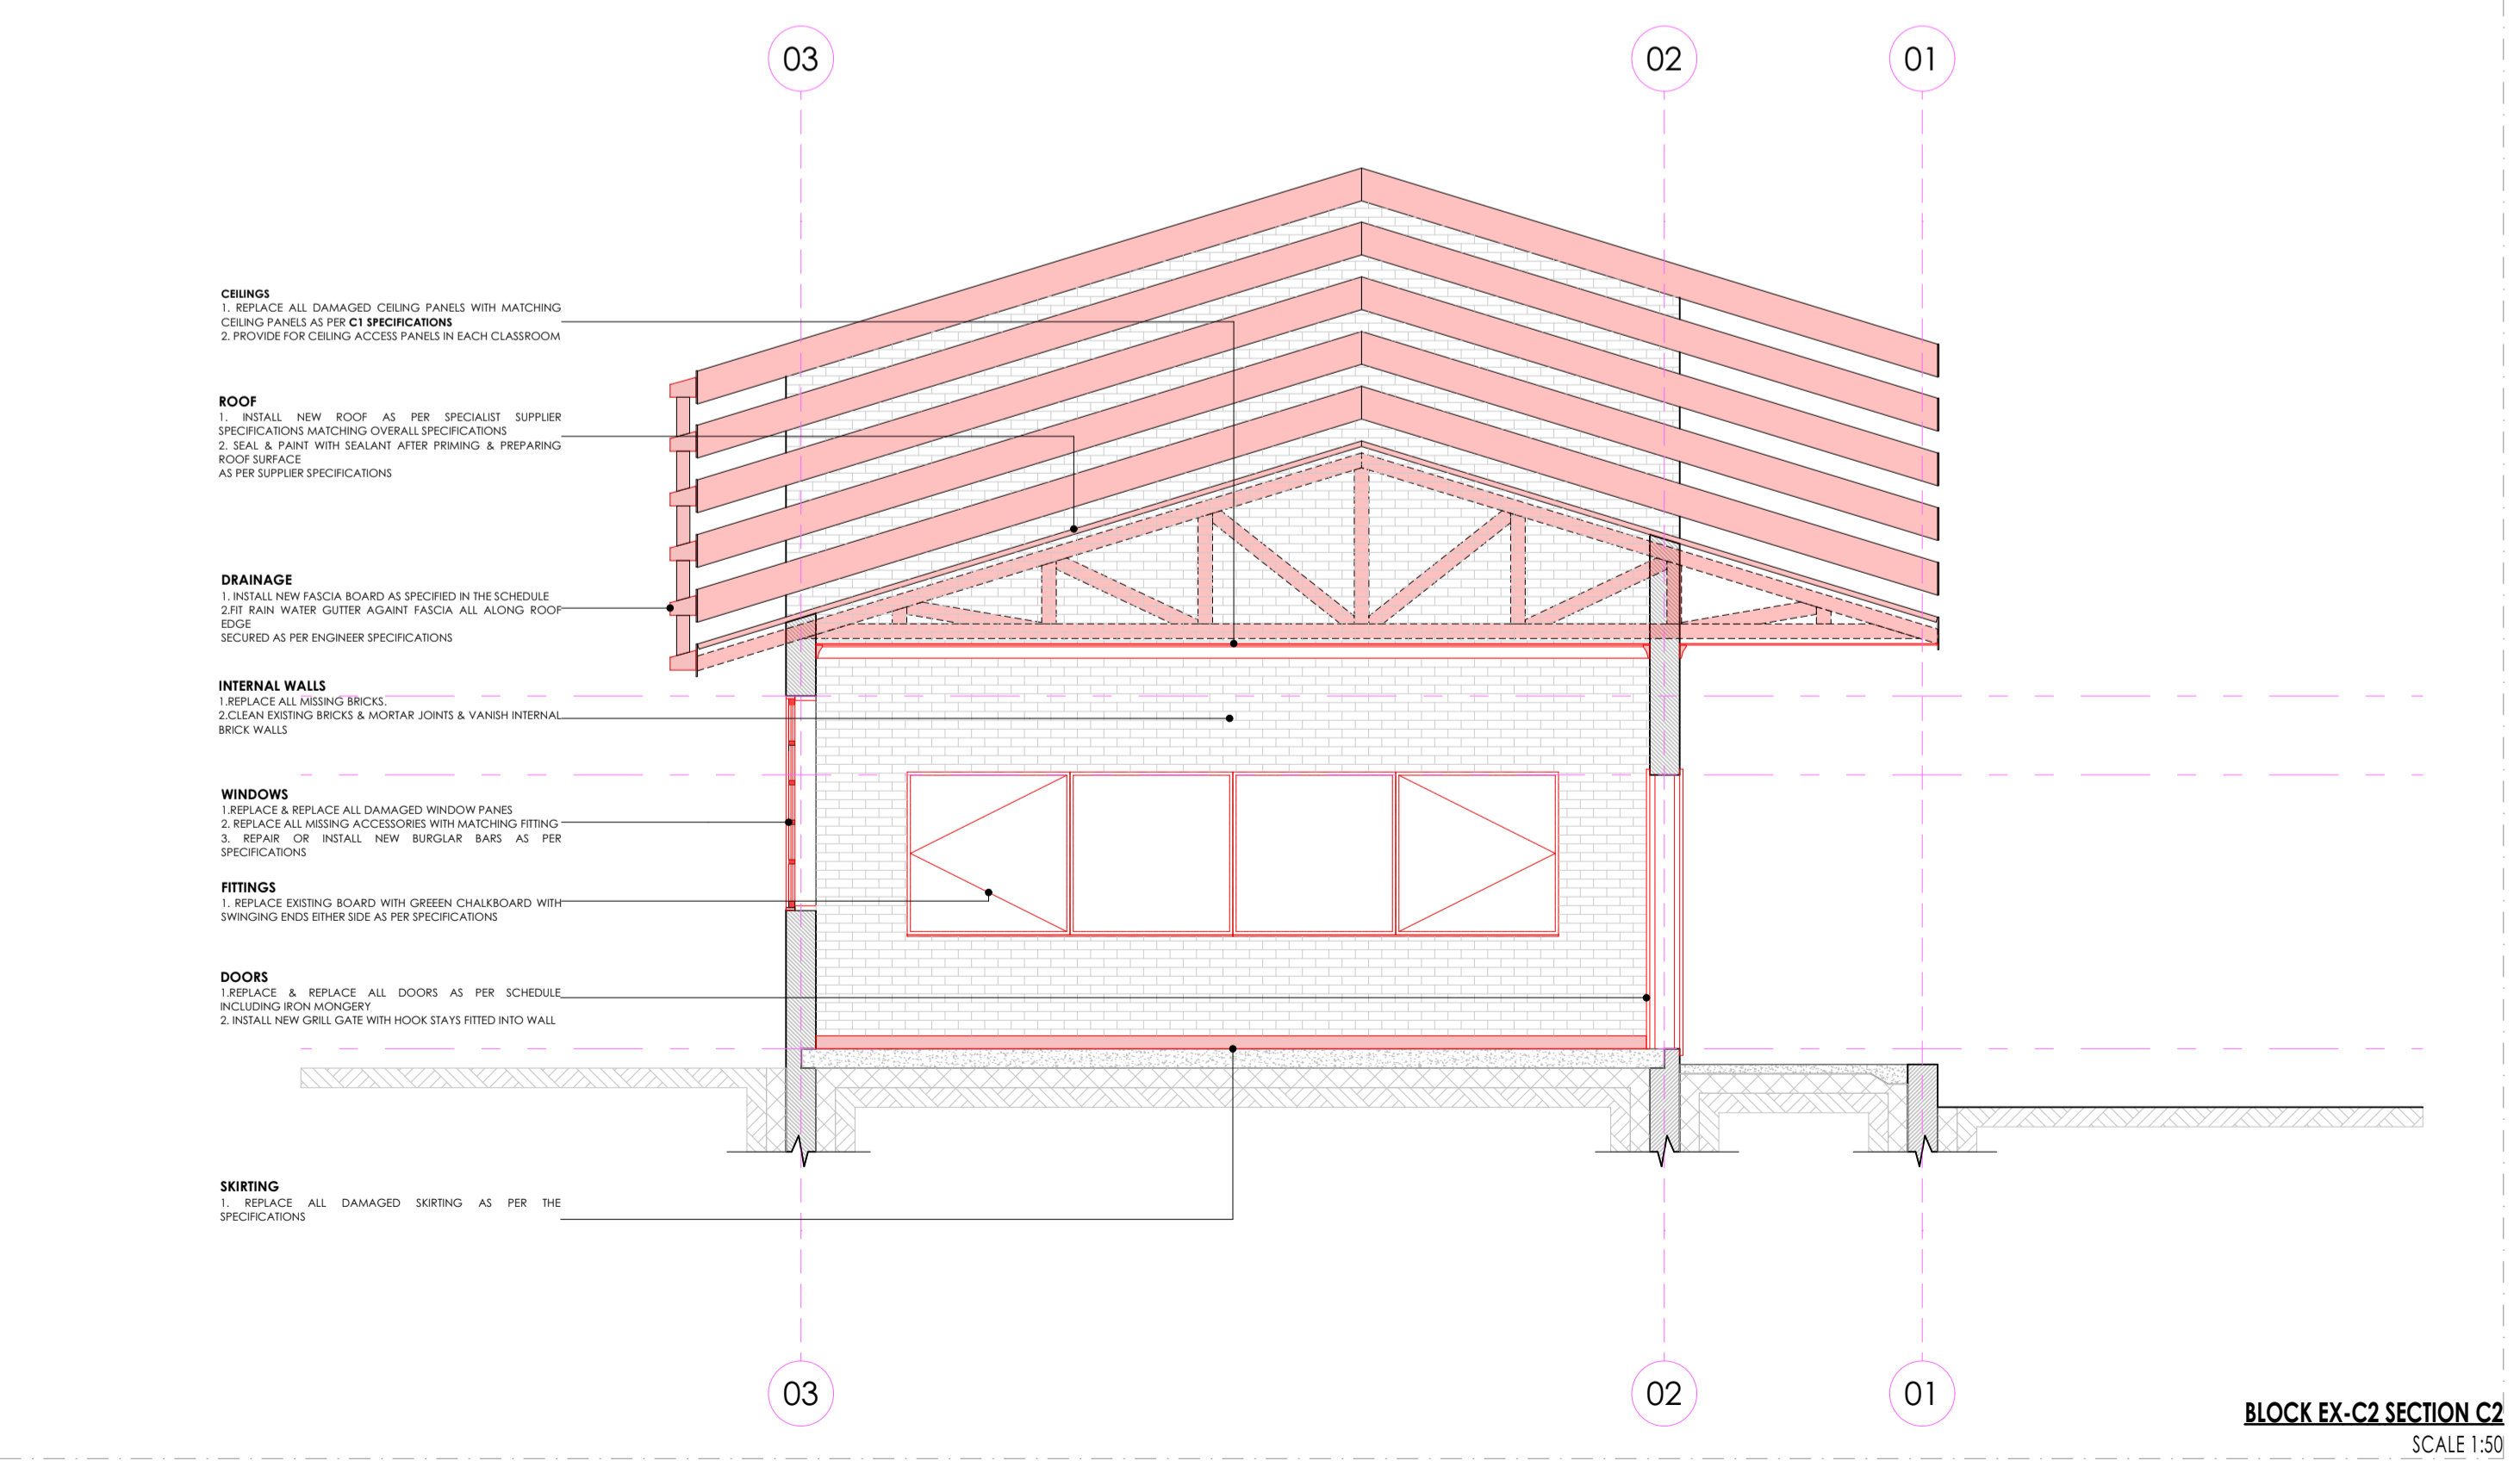 03
02
01
CEILINGS
1. REPLACE ALL DAMAGED CEILING PANELS WITH MATCHING
CEILING PANELS AS PER C1 SPECIFICATIONS
2. PROVIDE FOR CEILING ACCESS PANELS IN EACH CLASSROOM
ROOF
1. INSTALL NEW ROOF AS PER SPECIALIST SUPPLIER
SPECIFICATIONS MATCHING OVERALL SPECIFICATIONS
2. SEAL & PAINT WITH SEALANT AFTER PRIMING & PREPARING
ROOF SURFACE
AS PER SUPPLIER SPECIFICATIONS
DRAINAGE
1. INSTALL NEW FASCIA BOARD AS SPECIFIED IN THE SCHEDULE
2.FIT RAIN WATER GUTTER AGAINT FASCIA ALL ALONG ROOF
EDGE
SECURED AS PER ENGINEER SPECIFICATIONS
INTERNAL WALLS
1.REPLACE ALL MISSING BRICKS.
2.CLEAN EXISTING BRICKS & MORTAR JOINTS & VANISH INTERNAL
BRICK WALLS
WINDOWS
1.REPLACE & REPLACE ALL DAMAGED WINDOW PANES
2. REPLACE ALL MISSING ACCESSORIES WITH MATCHING FITTING
3. REPAIR OR INSTALL NEW BURGLAR BARS AS PER
SPECIFICATIONS
FITTINGS
1. REPLACE EXISTING BOARD WITH GREEEN CHALKBOARD WITH
SWINGING ENDS EITHER SIDE AS PER SPECIFICATIONS
DOORS
1.REPLACE & REPLACE ALL DOORS AS PER SCHEDULE
INCLUDING IRON MONGERY
2. INSTALL NEW GRILL GATE WITH HOOK STAYS FITTED INTO WALL
SKIRTING
1. REPLACE ALL DAMAGED SKIRTING AS PER THE
SPECIFICATIONS
03
02
01
BLOCK EX-C2 SECTION C2
SCALE 1:50